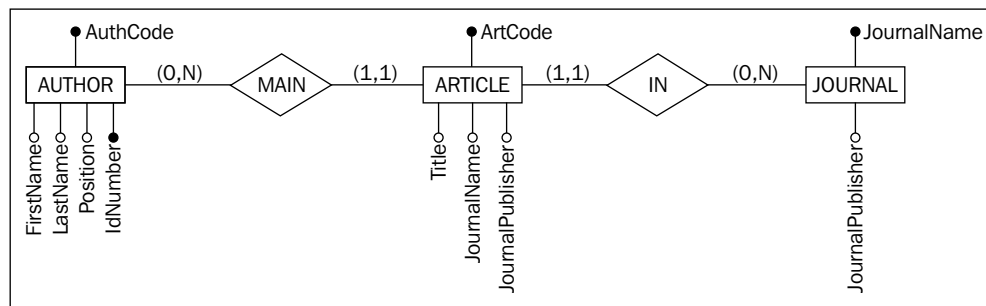 AuthCode
ArtCode
JournalName
AUTHOR
(0,N)
MAIN
(1,1)
ARTICLE
(1,1)
IN
(0,N)
JOURNAL
FirstName
LastName
Position
IdNumber
Title
JournalName
JournalPublisher
JournalPublisher